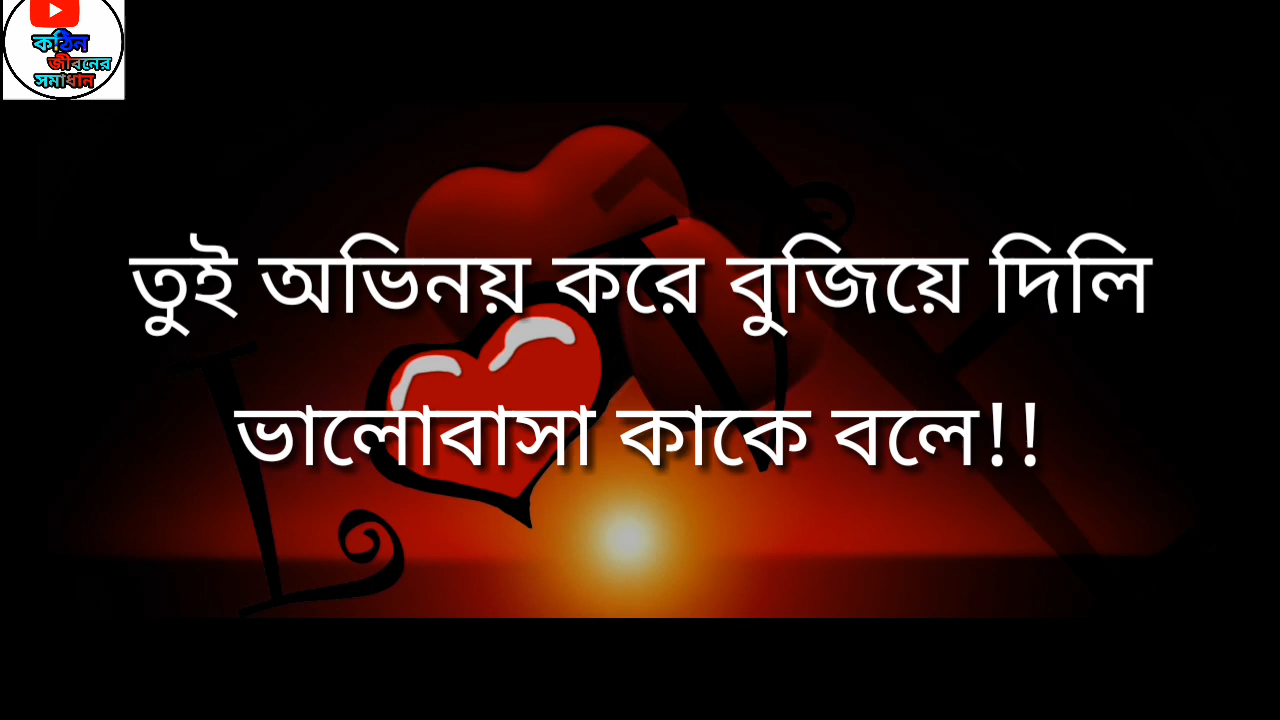 কঠিন
জীবনের
সমাধান
তুই অভিনয় করে বুজিয়ে দিলি
ভালোবাসা কাকে বলে!!